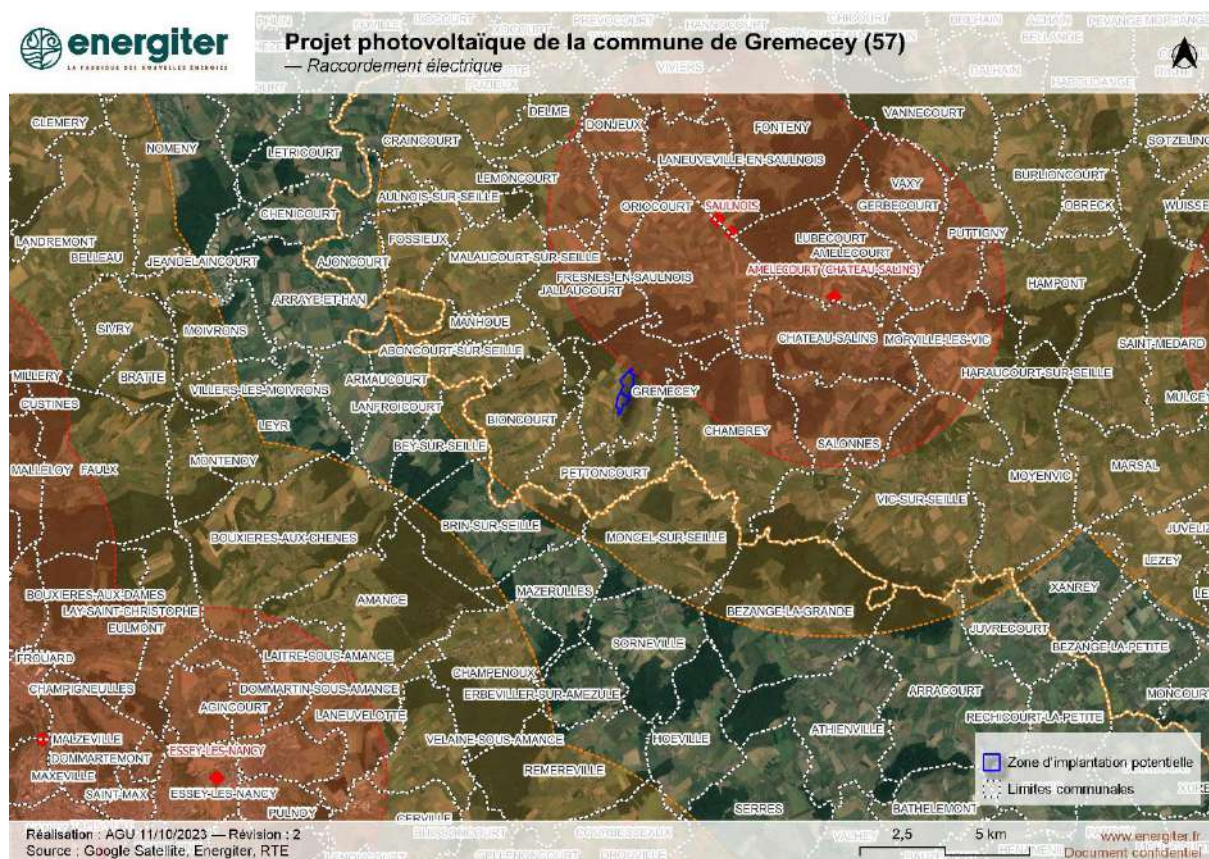 energiter
LA FABRIQUE DES NOUVELLES ÉNERGIES
Projet photovoltaïque de la commune de Gremecey (57)
— Raccordement électrique
VIVIERS
DELME
VANNECOURT
CLEMERY
NOMENY
LETRICOURT
CRAINCOURT
DONJEUX
FONTENY
LANEUVEVILLE-EN-SAULNOIS
LEMONCOURT
AULNOIS-SUR-SEILLE
VAXY
GERBECOURT
BURLIONCOURT
OBRECK
CHENICOURT
ORIOCOURT
SAULNOIS
LANDREMONT
BELLEAU
JEANDELAINCOURT
AJONCOURT
FOSSIEUX
MALAUCOURT-SUR-SEILLE
LUBECOURT
AMELECOURT
PUTTIGNY
AMELECOURT (CHATEAU-SALINS)
FRESNES-EN-SAULNOIS
JALLAUCOURT
HAMPONT
ARRAYE-ET-HAN
SIVRY
MOIVRONS
MANHOUE
CHATEAU-SALINS
MORVILLE-LES-VIC
SAINT-MEDARD
ABONCOURT-SUR-SEILLE
MILLERY
BRATTE
ARMAUCOURT
VILLERS-LES-MOIVRONS
GREMECEY
HARAUCOURT-SUR-SEILLE
CUSTINES
LANFROICOURT
BIONCOURT
LEYR
BEY-SUR-SEILLE
CHAMBREY
SALONNES
MALLELOY
FAULX
MONTENOY
PETTONCOURT
MOYENVIC
MARSAL
VIC-SUR-SEILLE
BRIN-SUR-SEILLE
BOUXIERES-AUX-CHENES
MONCEL-SUR-SEILLE
LEZEY
BOUXIERES-AUX-DAMES
LAY-SAINT-CHRISTOPHE
EULMONT
AMANCE
MAZERULLES
BEZANGE-LA-GRANDE
XANREY
JUVRECOURT
SORNEVILLE
BEZANGE-LA-PETITE
FROUARD
LAITRE-SOUS-AMANCE
CHAMPENOUX
CHAMPIGNEULLES
DOMMARTIN-SOUS-AMANCE
ERBEVILLER-SUR-AMEZULE
AGINCOURT
LANEUVELOTTE
ARRACOURT
RECHICOURT-LA-PETITE
ATHIENVILLE
MALZEVILLE
DOMMARTEMONT
ESSEY-LES-NANCY
VELAINE-SOUS-AMANCE
HOEVILLE
MAXEVILLE
REMEREVILLE
SAINT-MAX
ESSEY-LES-NANCY
PULNOY
SERRES
BATHELEMONT
CERVILLE
Zone d'implantation potentielle
Limites communales
Réalisation : AGU 11/10/2023 — Révision : 2
Source : Google Satellite, Energiter, RTE
2,5 5 km
www.energiter.fr
Document confidentiel